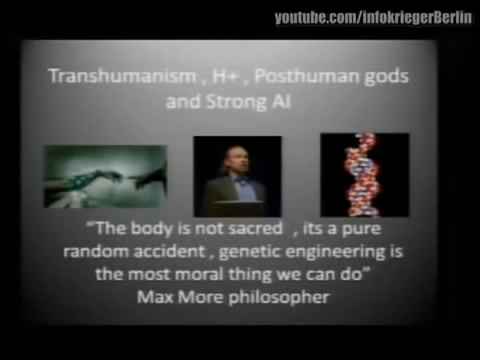 youtube.com/infokriegerBerlin
Transhumanism , H+ , Posthuman gods
and Strong AI
“The body is not sacred , its a pure
random accident , genetic engineering is
the most moral thing we can do”
Max More philosopher